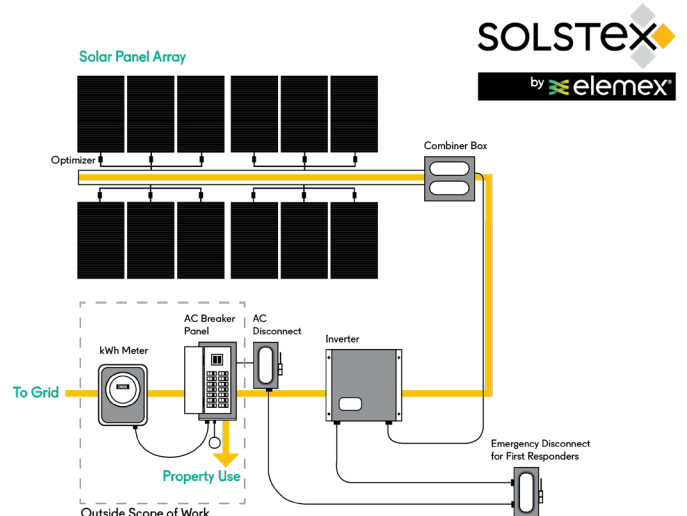 SOLSTEX
by elemex®
Solar Panel Array
Combiner Box
Optimizer
AC Breaker
Panel
AC
Disconnect
Inverter
kWh Meter
To Grid
Emergency Disconnect
for First Responders
Property Use
Outside Scope of Work